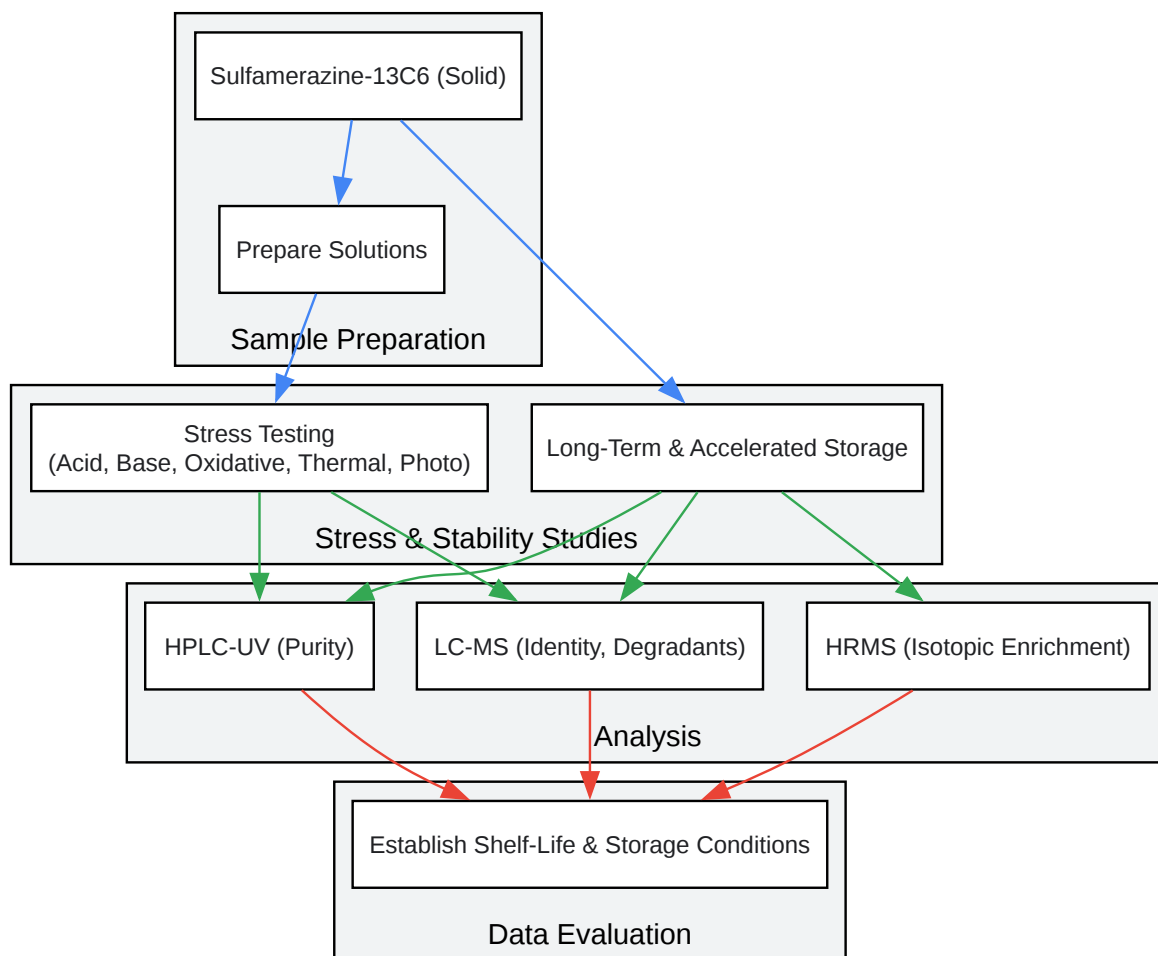 Sulfamerazine-13C6 (Solid)
Prepare Solutions
Sample Preparation
Stress Testing
(Acid, Base, Oxidative, Thermal, Photo)
Long-Term & Accelerated Storage
Stress & Stability Studies
HPLC-UV (Purity)
LC-MS (Identity, Degradants)
HRMS (Isotopic Enrichment)
Analysis
Establish Shelf-Life & Storage Conditions
Data Evaluation